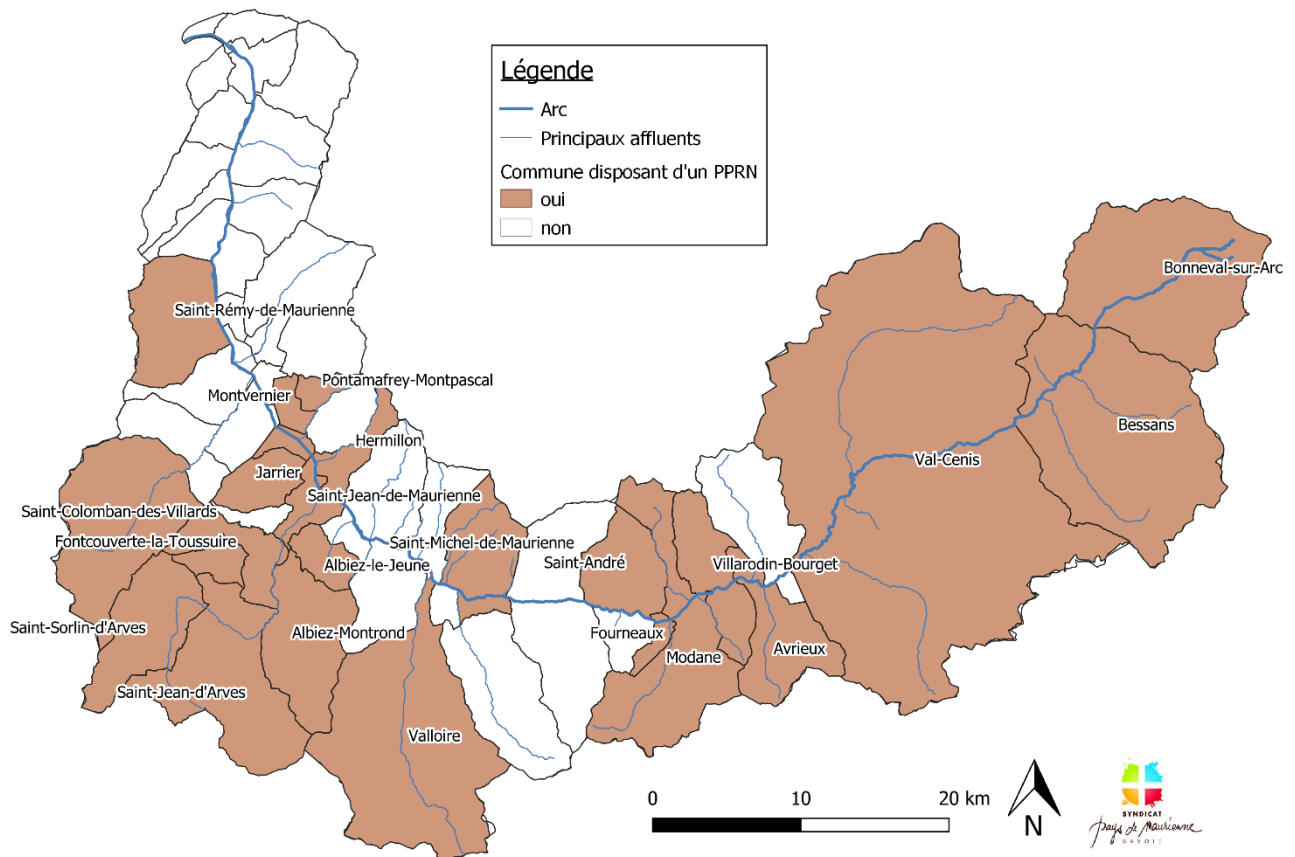 Légende
Arc
Principaux affluents
Commune disposant d'un PPRN
oui
non
Bonneval-sur-Arc
Saint-Rémy-de-Maurienne
Pontamafrey-Montpascal
Montvernier
Bessans
Hermillon
Val-Cenis
Jarrier
Saint-Jean-de-Maurienne
Saint-Colomban-des-Villards
Fontcouverte-la-Toussuire
Saint-Michel-de-Maurienne
Saint-André
Villarodin-Bourget
Albiez-le-Jeune
Saint-Sorlin-d'Arves
Albiez-Montrond
Fourneaux
Modane
Avrieux
Saint-Jean-d'Arves
Valloire
0 10 20 km
N
SYNDICAT
pays de Maurienne
SAVOIE